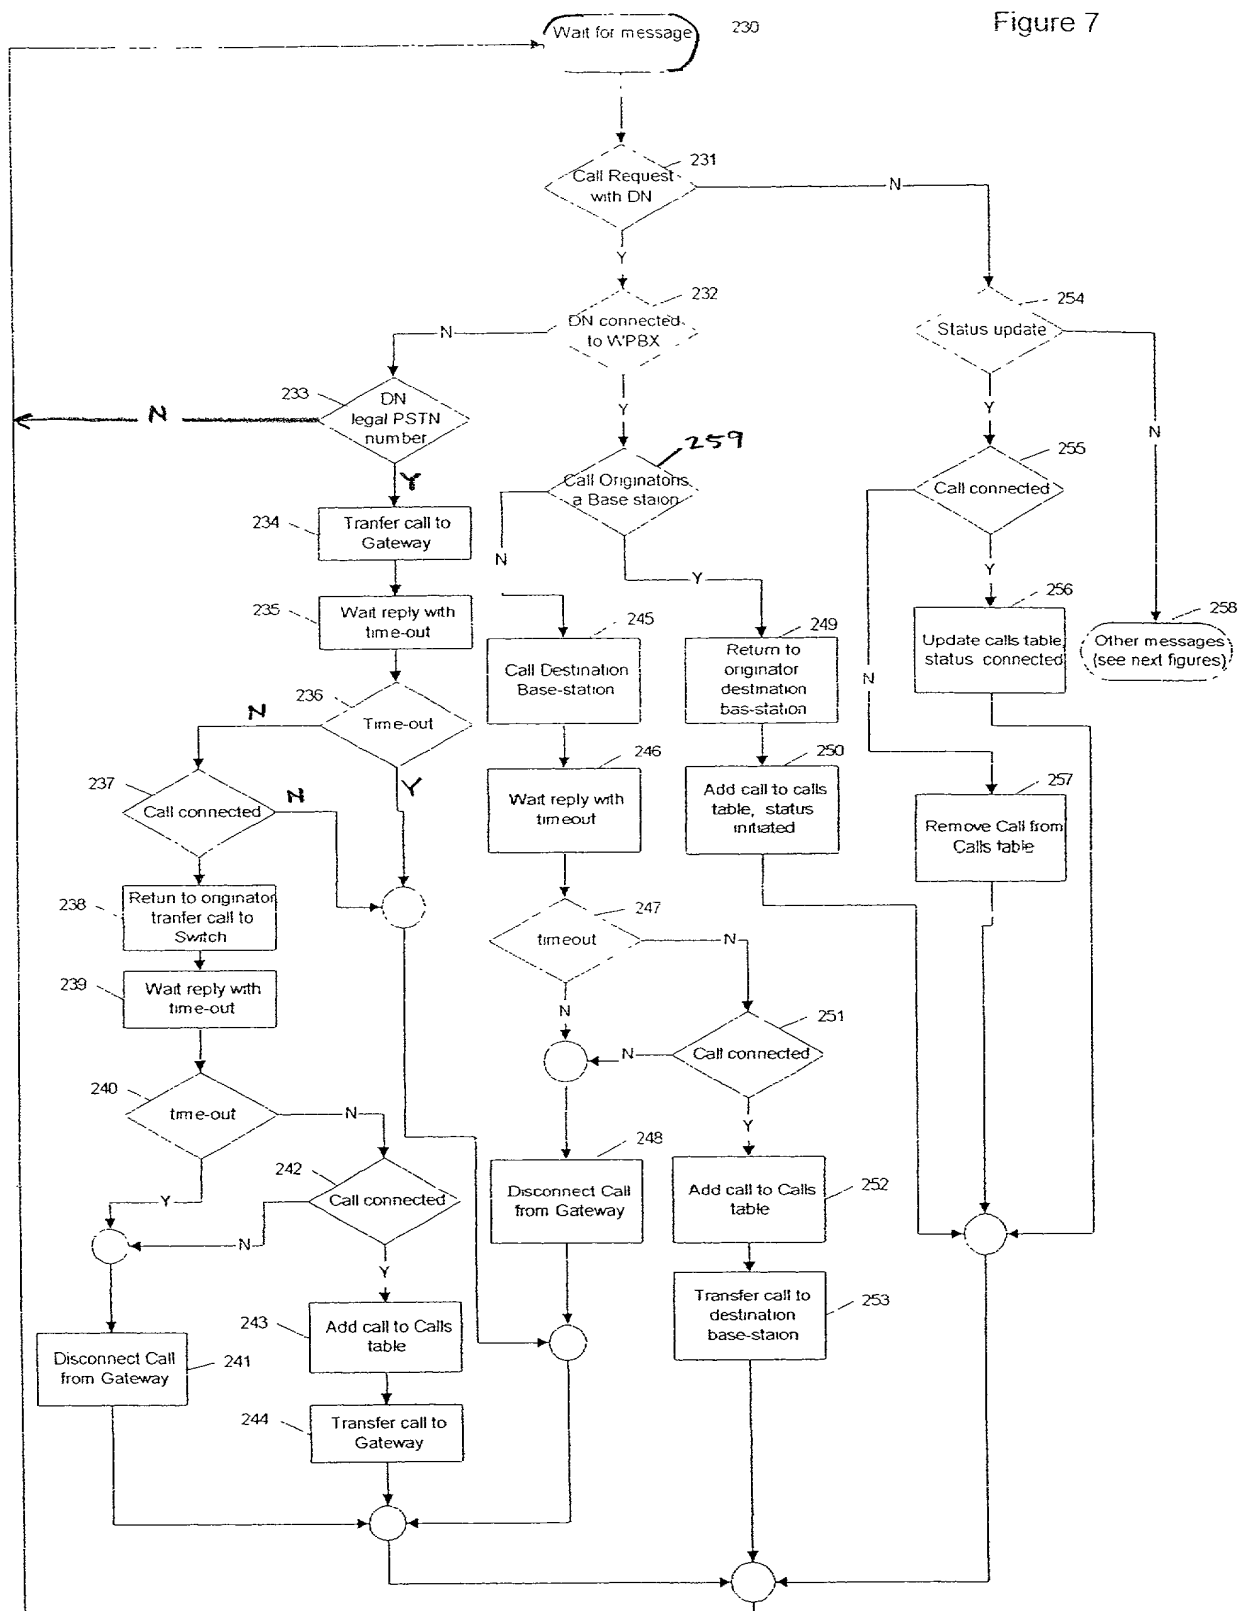 Figure 7
Wait for message
230
231
Call Request
with DN
N
Y
232
DN connected
to WPBX
N
254
Status update
233
DN
legal PSTN
number
N
Y
Y
N
259
255
Call Originatons
a Base staion
Call connected
Y
234
Tranfer call to
Gateway
N
Y
Y
235
Wait reply with
time-out
245
249
256
258
Call Destination
Base-station
Return to
originator
destination
bas-station
Update calls table,
status connected
Other messages
(see next figures)
N
236
Time-out
N
Y
246
250
237
Call connected
N
Wait reply with
timeout
Add call to calls
table, status
initiated
257
Remove Call from
Calls table
238
Retun to originator
tranfer call to
Switch
247
timeout
N
239
Wait reply with
time-out
N
251
Call connected
N
240
time-out
N
Y
248
242
Call connected
Disconnect Call
from Gateway
Add call to Calls
table
252
Y
N
Y
Transfer call to
destination
base-staion
253
243
Add call to Calls
table
Disconnect Call
from Gateway
241
244
Transfer call to
Gateway